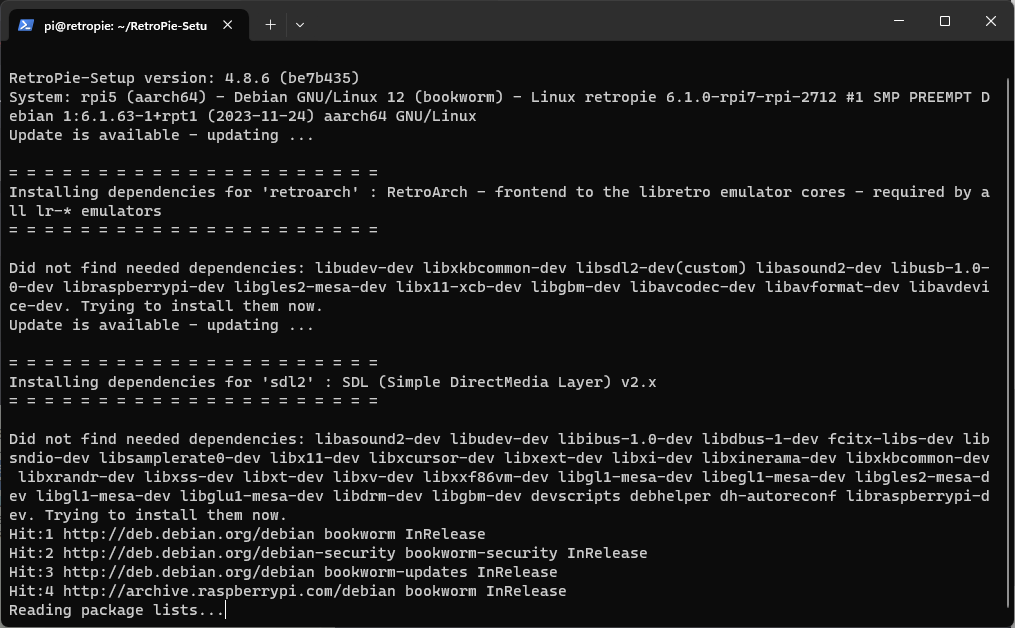 pi@retropie: ~/RetroPie-Setu
RetroPie-Setup version: 4.8.6 (be7b435)
System: rpi5 (aarch64) - Debian GNU/Linux 12 (bookworm) - Linux retropie 6.1.0-rpi7-rpi-2712 #1 SMP PREEMPT D
ebian 1:6.1.63-1+rpt1 (2023-11-24) aarch64 GNU/Linux
Update is available - updating ...
= = = = = = = = = = = = = = = = = = = = =
Installing dependencies for 'retroarch' : RetroArch - frontend to the libretro emulator cores - required by a
ll lr-* emulators
= = = = = = = = = = = = = = = = = = = = =
Did not find needed dependencies: libudev-dev libxkbcommon-dev libsdl2-dev(custom) libasound2-dev libusb-1.0-
0-dev libraspberrypi-dev libgles2-mesa-dev libx11-xcb-dev libgbm-dev libavcodec-dev libavformat-dev libavdevi
ce-dev. Trying to install them now.
Update is available - updating ...
= = = = = = = = = = = = = = = = = = = = =
Installing dependencies for 'sdl2' : SDL (Simple DirectMedia Layer) v2.x
= = = = = = = = = = = = = = = = = = = = =
Did not find needed dependencies: libasound2-dev libudev-dev libibus-1.0-dev libdbus-1-dev fcitx-libs-dev lib
sndio-dev libsamplerate0-dev libx11-dev libxcursor-dev libxext-dev libxi-dev libxinerama-dev libxkbcommon-dev
 libxrandr-dev libxss-dev libxt-dev libxv-dev libxxf86vm-dev libgl1-mesa-dev libegl1-mesa-dev libgles2-mesa-d
ev libgl1-mesa-dev libglu1-mesa-dev libdrm-dev libgbm-dev devscripts debhelper dh-autoreconf libraspberrypi-d
ev. Trying to install them now.
Hit:1 http://deb.debian.org/debian bookworm InRelease
Hit:2 http://deb.debian.org/debian-security bookworm-security InRelease
Hit:3 http://deb.debian.org/debian bookworm-updates InRelease
Hit:4 http://archive.raspberrypi.com/debian bookworm InRelease
Reading package lists...